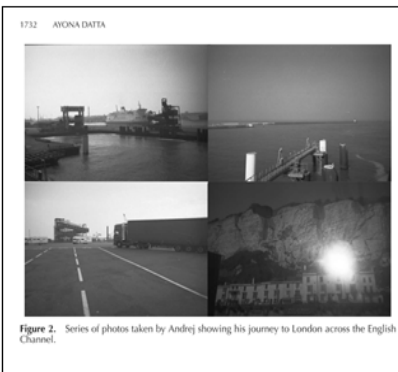 1732 AYONA DATTA
Figure 2. Series of photos taken by Andrej showing his journey to London across the English
Channel.